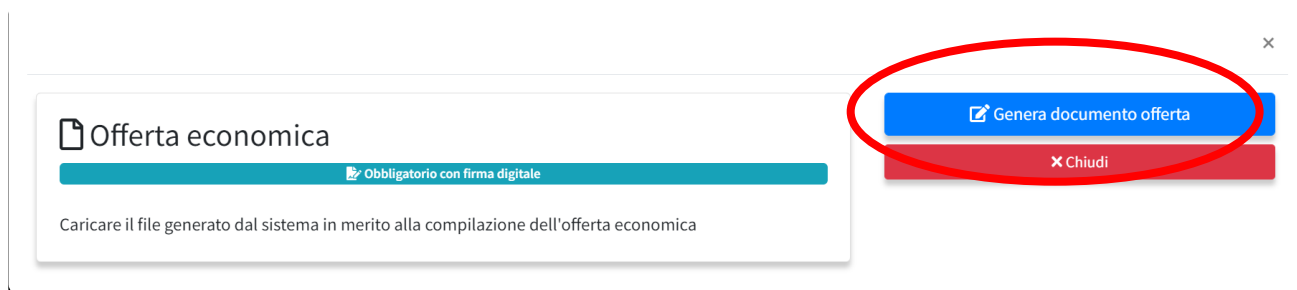 ×
Offerta economica
Obbligatorio con firma digitale
Caricare il file generato dal sistema in merito alla compilazione dell'offerta economica
Genera documento offerta
Chiudi